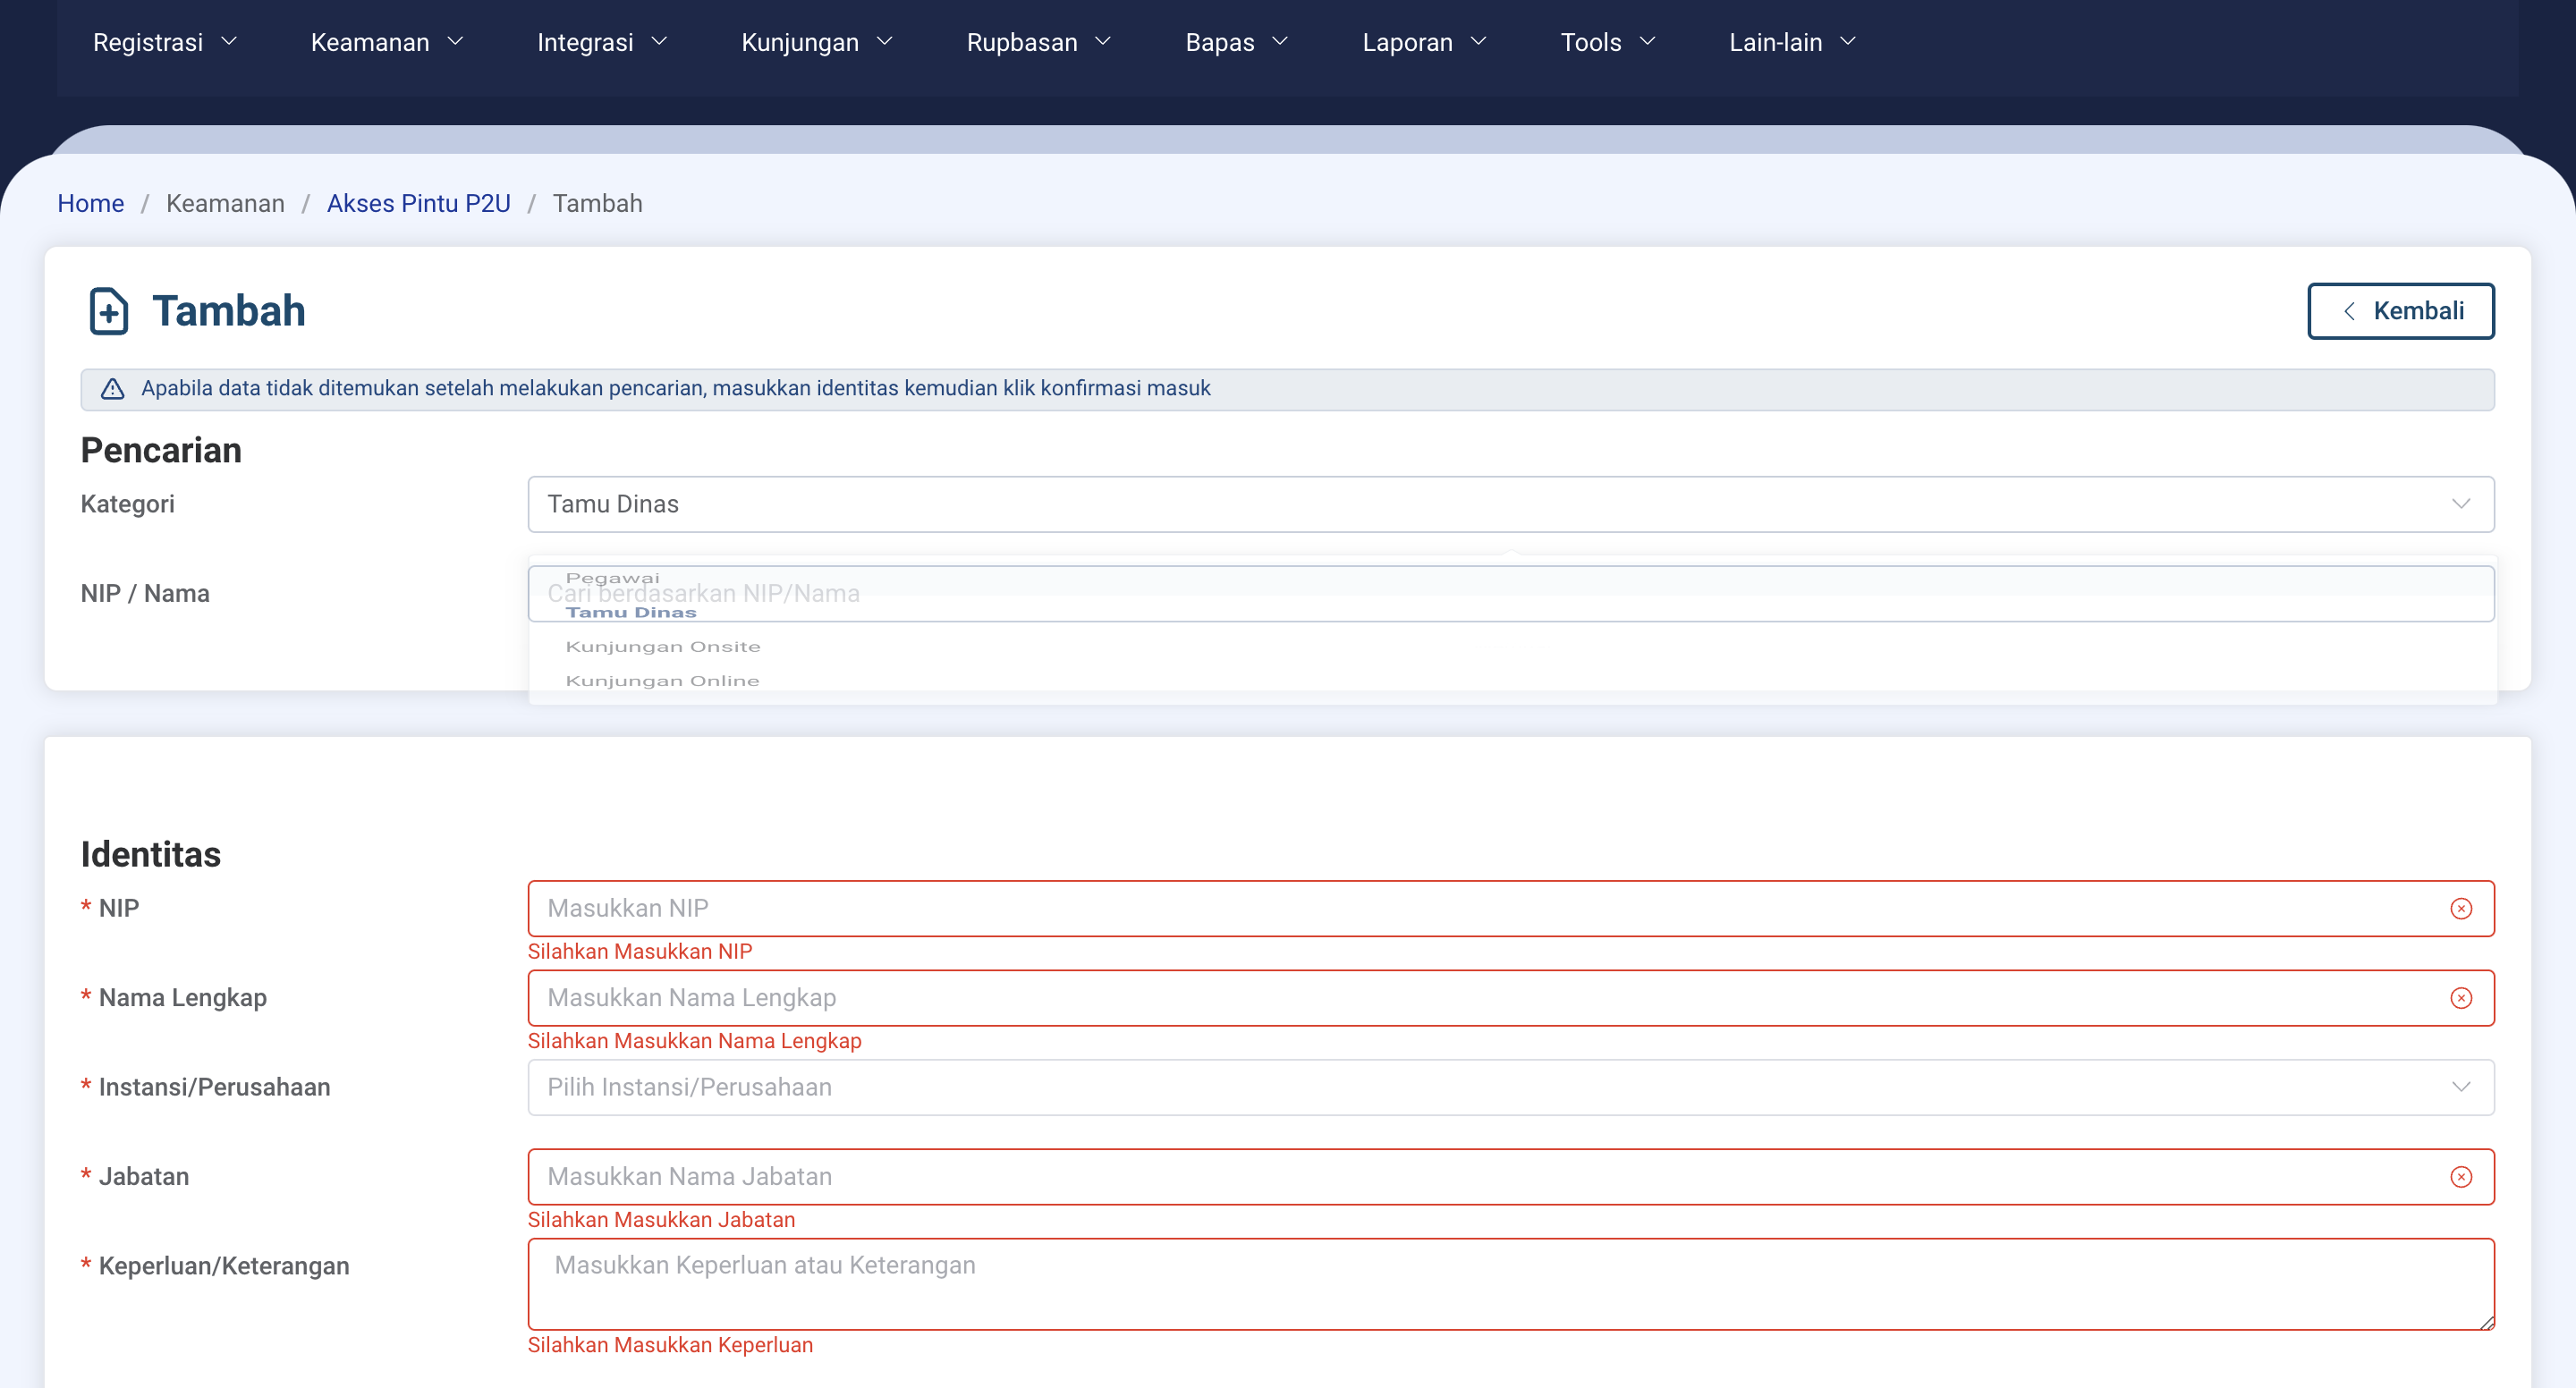 Registrasi Keamanan Integrasi Kunjungan Rupbasan Bapas Laporan Tools Lain-lain
Home / Keamanan / Akses Pintu P2U / Tambah
Tambah
Kembali
Apabila data tidak ditemukan setelah melakukan pencarian, masukkan identitas kemudian klik konfirmasi masuk
Pencarian
Kategori
Tamu Dinas
NIP / Nama
Cari berdasarkan NIP/Nama
Pegawai
Tamu Dinas
Kunjungan Onsite
Kunjungan Online
Identitas
* NIP
Masukkan NIP
Silahkan Masukkan NIP
* Nama Lengkap
Masukkan Nama Lengkap
Silahkan Masukkan Nama Lengkap
* Instansi/Perusahaan
Pilih Instansi/Perusahaan
* Jabatan
Masukkan Nama Jabatan
Silahkan Masukkan Jabatan
* Keperluan/Keterangan
Masukkan Keperluan atau Keterangan
Silahkan Masukkan Keperluan